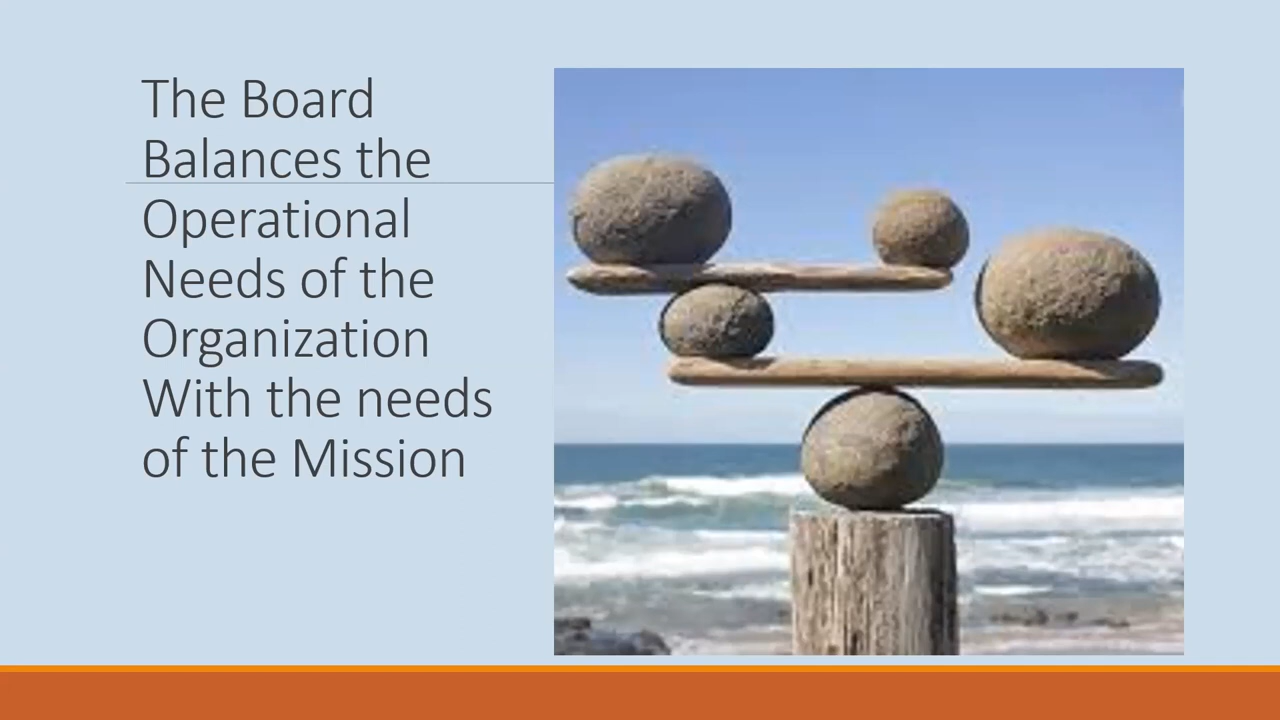 The Board
Balances the
Operational
Needs of the
Organization
With the needs
of the Mission